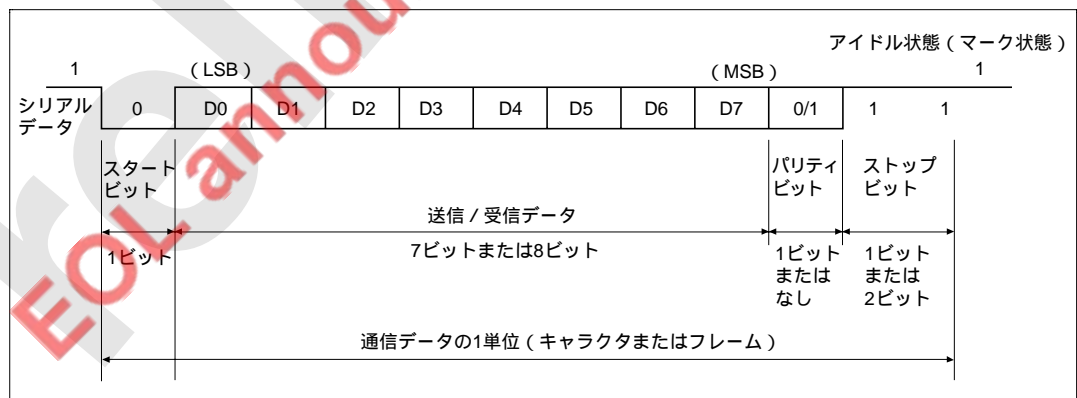 アイドル状態(マーク状態)
1 (LSB) (MSB) 1
シリアル
データ
0 D0 D1 D2 D3 D4 D5 D6 D7 0/1 1 1
スタート
ビット
パリティ
ビット
ストップ
ビット
送信/受信データ
1ビット
7ビットまたは8ビット
1ビット
または
なし
1ビット
または
2ビット
通信データの1単位(キャラクタまたはフレーム)
EOL annou